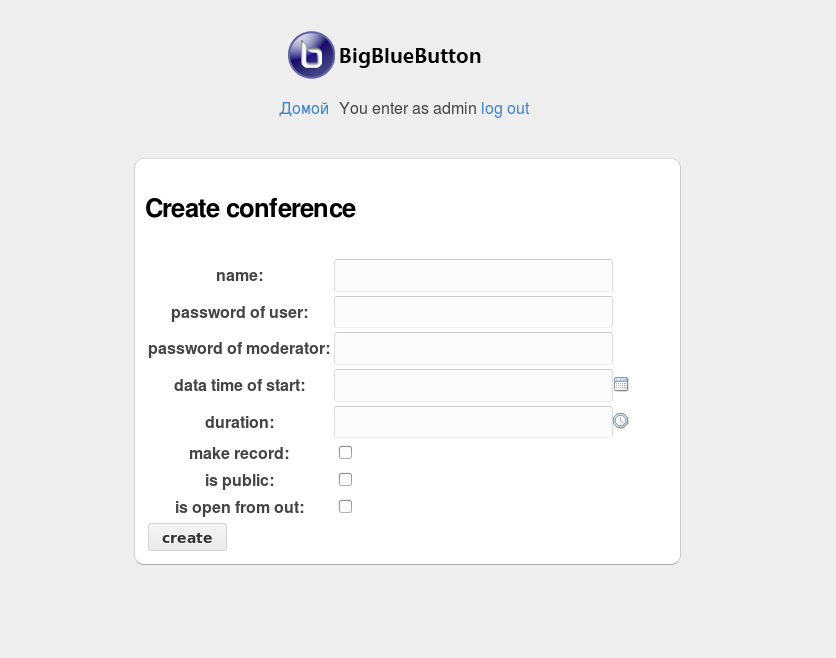 BigBlueButton
Домой You enter as admin log out
Create conference
name:
password of user:
password of moderator:
data time of start:
duration:
make record:
is public:
is open from out:
create